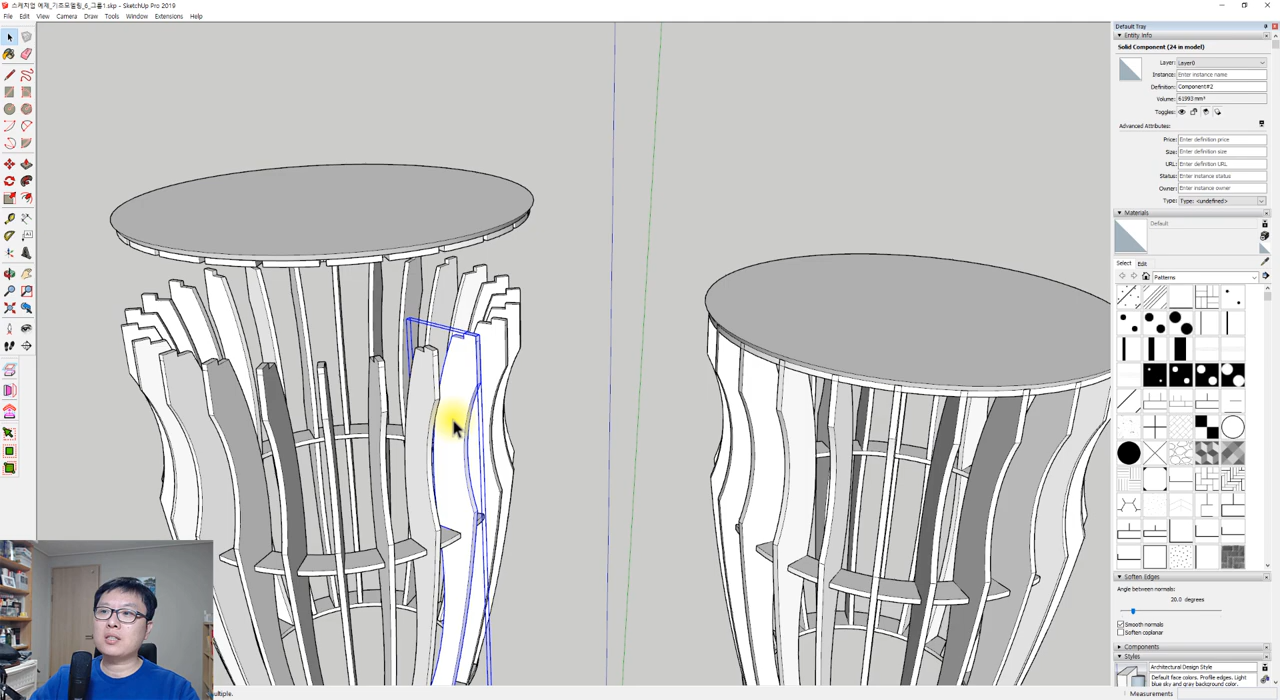 스케치업 예제_기초모델링_6_그룹1.skp - SketchUp Pro 2019
File Edit View Camera Draw Tools Window Extensions Help
Default Tray
Entity Info
Solid Component (24 in model)
Layer: Layer0
Instance: Enter instance name
Definition: Component#2
Volume: 61993 mm³
Toggles:
Advanced Attributes:
Price: Enter definition price
Size: Enter definition size
URL: Enter definition URL
Status: Enter instance status
Owner: Enter instance owner
Type: Type: <undefined>
Materials
Default
Select Edit
Patterns
Soften Edges
Angle between normals:
20.0 degrees
Smooth normals
Soften coplanar
Components
Styles
Architectural Design Style
Default face colors. Profile edges. Light
blue sky and gray background color.
Measurements